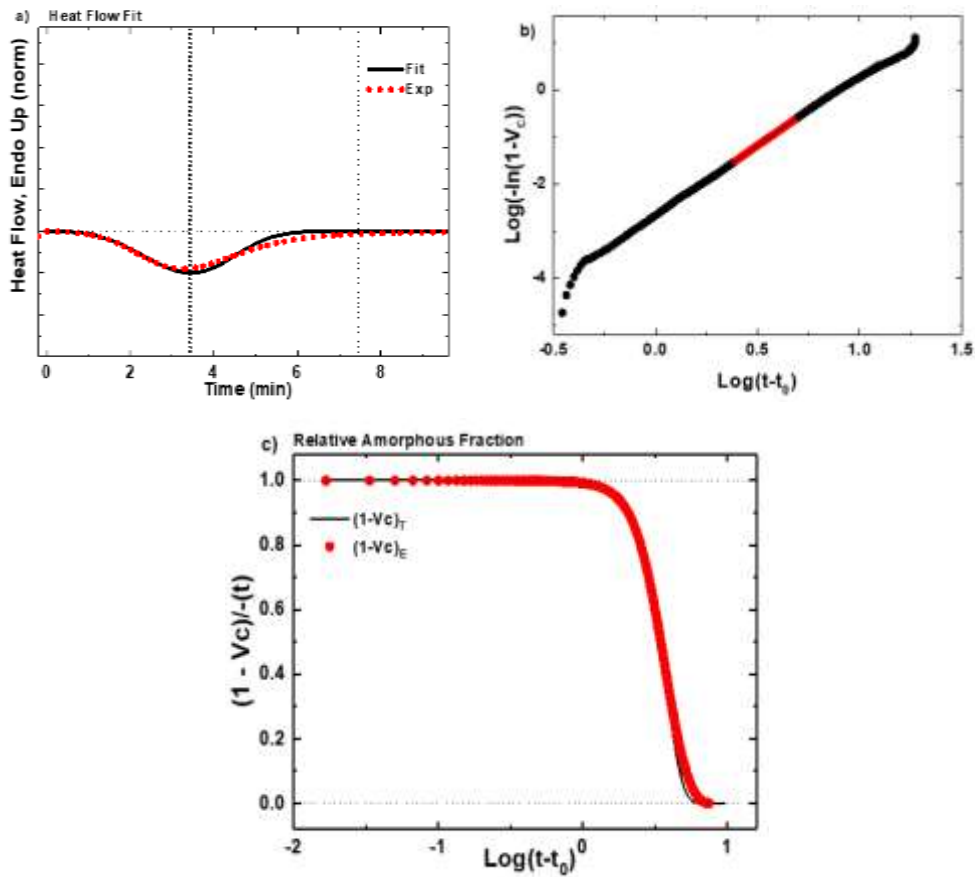 a) Heat Flow Fit
Heat Flow, Endo Up (norm)
Fit
Exp
0 2 4 6 8
Time (min)
b)
Log(-ln(1-Vc))
0
-2
-4
-0.5 0.0 0.5 1.0 1.5
Log(t-t0)
c) Relative Amorphous Fraction
(1 - Vc)/-(t)
1.0
0.8
0.6
0.4
0.2
0.0
(1-Vc)T
(1-Vc)E
-2 -1 0 1
Log(t-t0)